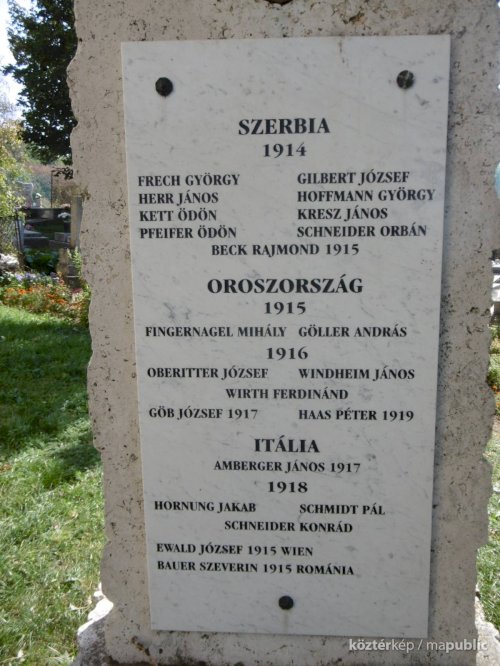 SZERBIA
1914
FRECH GYÖRGY GILBERT JÓZSEF
HERR JÁNOS HOFFMANN GYÖRGY
KETT ÖDÖN KRESZ JÁNOS
PFEIFER ÖDÖN SCHNEIDER ORBÁN
BECK RAJMOND 1915
OROSZORSZÁG
1915
FINGERNAGEL MIHÁLY GÖLLER ANDRÁS
1916
OBERITTER JÓZSEF WINDHEIM JÁNOS
WIRTH FERDINÁND
GÖB JÓZSEF 1917 HAAS PÉTER 1919
ITÁLIA
AMBERGER JÁNOS 1917
1918
HORNUNG JAKAB SCHMIDT PÁL
SCHNEIDER KONRÁD
EWALD JÓZSEF 1915 WIEN
BAUER SZEVERIN 1915 ROMÁNIA
köztérkép / mapublic